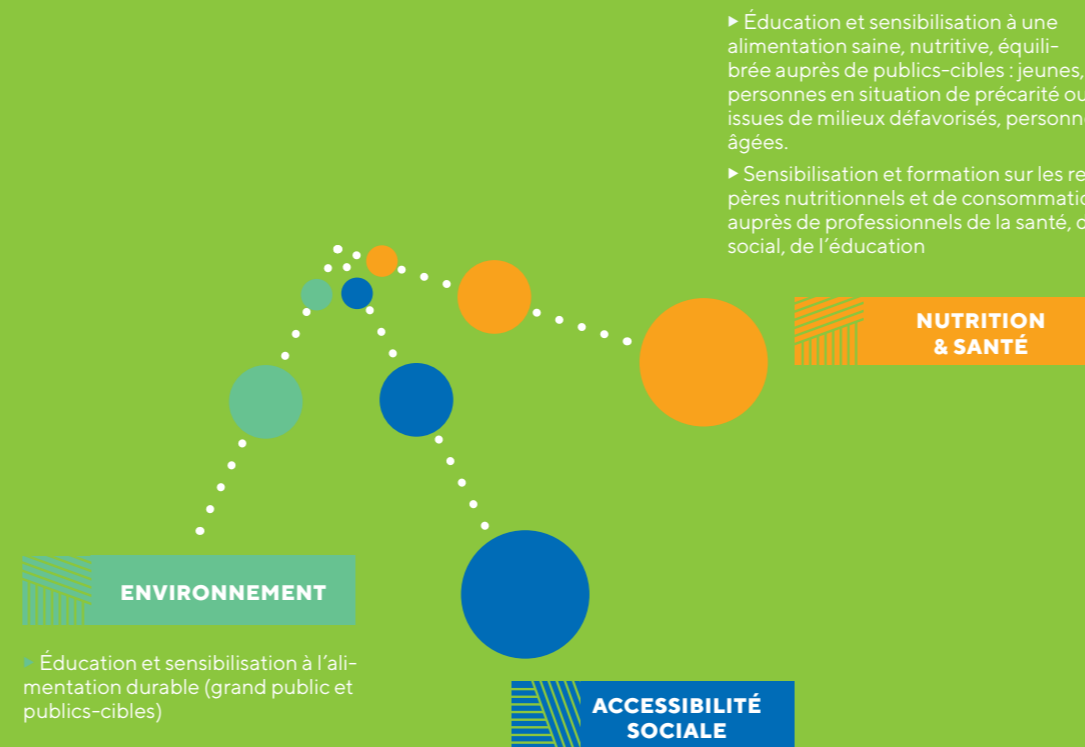 ▸ Éducation et sensibilisation à une
alimentation saine, nutritive, équili-
brée auprès de publics-cibles : jeunes,
personnes en situation de précarité ou
issues de milieux défavorisés,
âgées.
▸ Sensibilisation et formation sur les re
pères nutritionnels et de
auprès de professionnels de la santé,
social, de l'éducation
NUTRITION
& SANTÉ
ENVIRONNEMENT
▸ Éducation et sensibilisation à l'ali-
mentation durable (grand public et
publics-cibles)
ACCESSIBILITÉ
SOCIALE